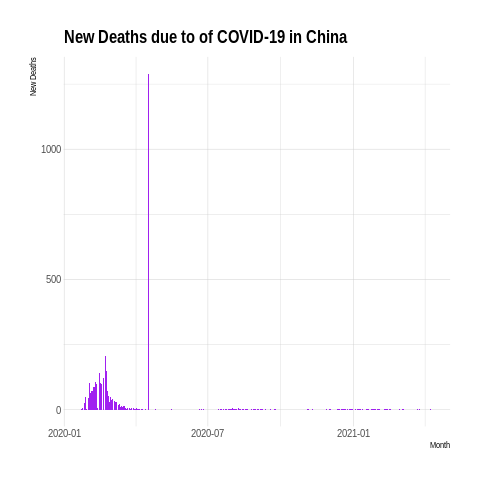 New Deaths due to of COVID-19 in China
New Deaths
1000
500
0
2020-01
2020-07
2021-01
Month